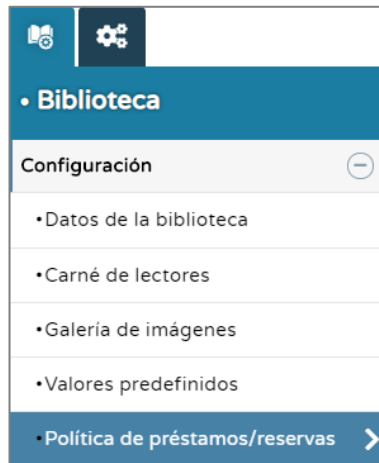 • Biblioteca
Configuración
•Datos de la biblioteca
•Carné de lectores
•Galería de imágenes
•Valores predefinidos
•Política de préstamos/reservas